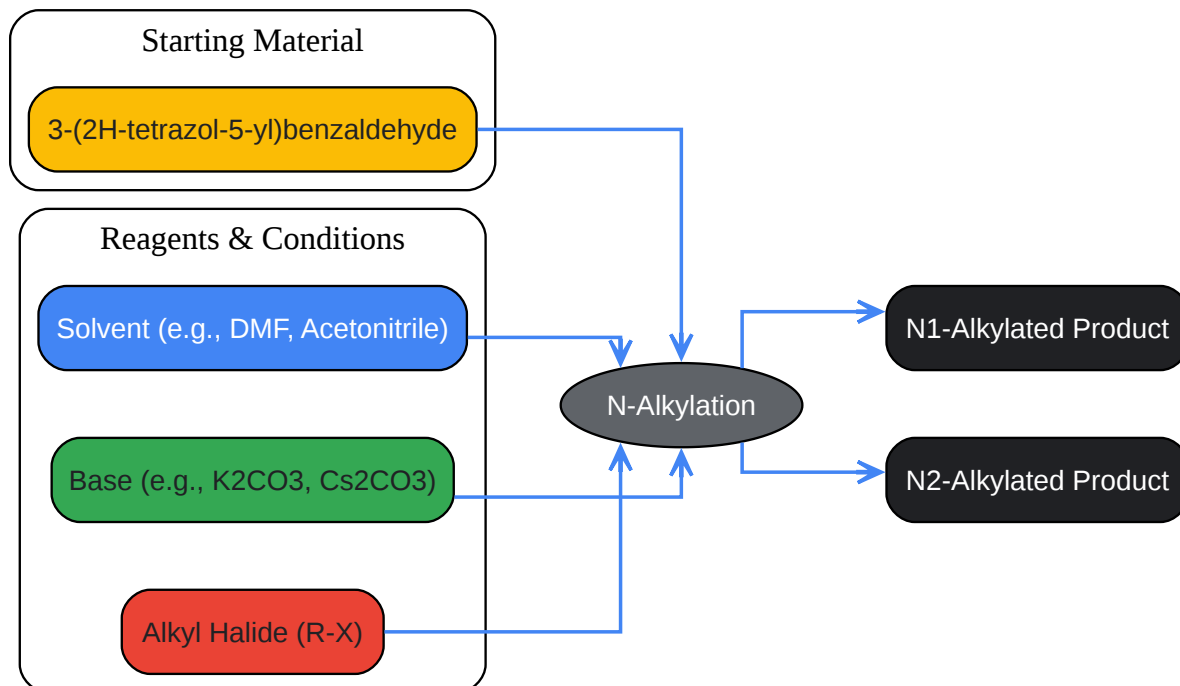 Starting Material
3-(2H-tetrazol-5-yl)benzaldehyde
Reagents & Conditions
Solvent (e.g., DMF, Acetonitrile)
Base (e.g., K2CO3, Cs2CO3)
Alkyl Halide (R-X)
N-Alkylation
N1-Alkylated Product
N2-Alkylated Product